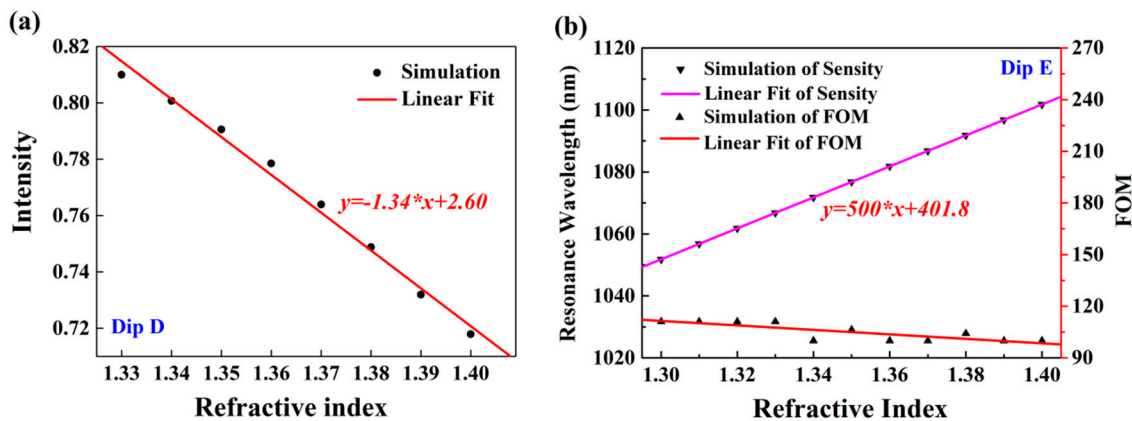 (a)
0.82
0.80
0.78
0.76
0.74
0.72
Intensity
Simulation
Linear Fit
y=-1.34*x+2.60
Dip D
1.33 1.34 1.35 1.36 1.37 1.38 1.39 1.40
Refractive index
(b)
1120
1100
1080
1060
1040
1020
Resonance Wavelength (nm)
Simulation of Sensity
Linear Fit of Sensity
Simulation of FOM
Linear Fit of FOM
Dip E
y=500*x+401.8
270
240
210
180
150
120
90
FOM
1.30 1.32 1.34 1.36 1.38 1.40
Refractive Index